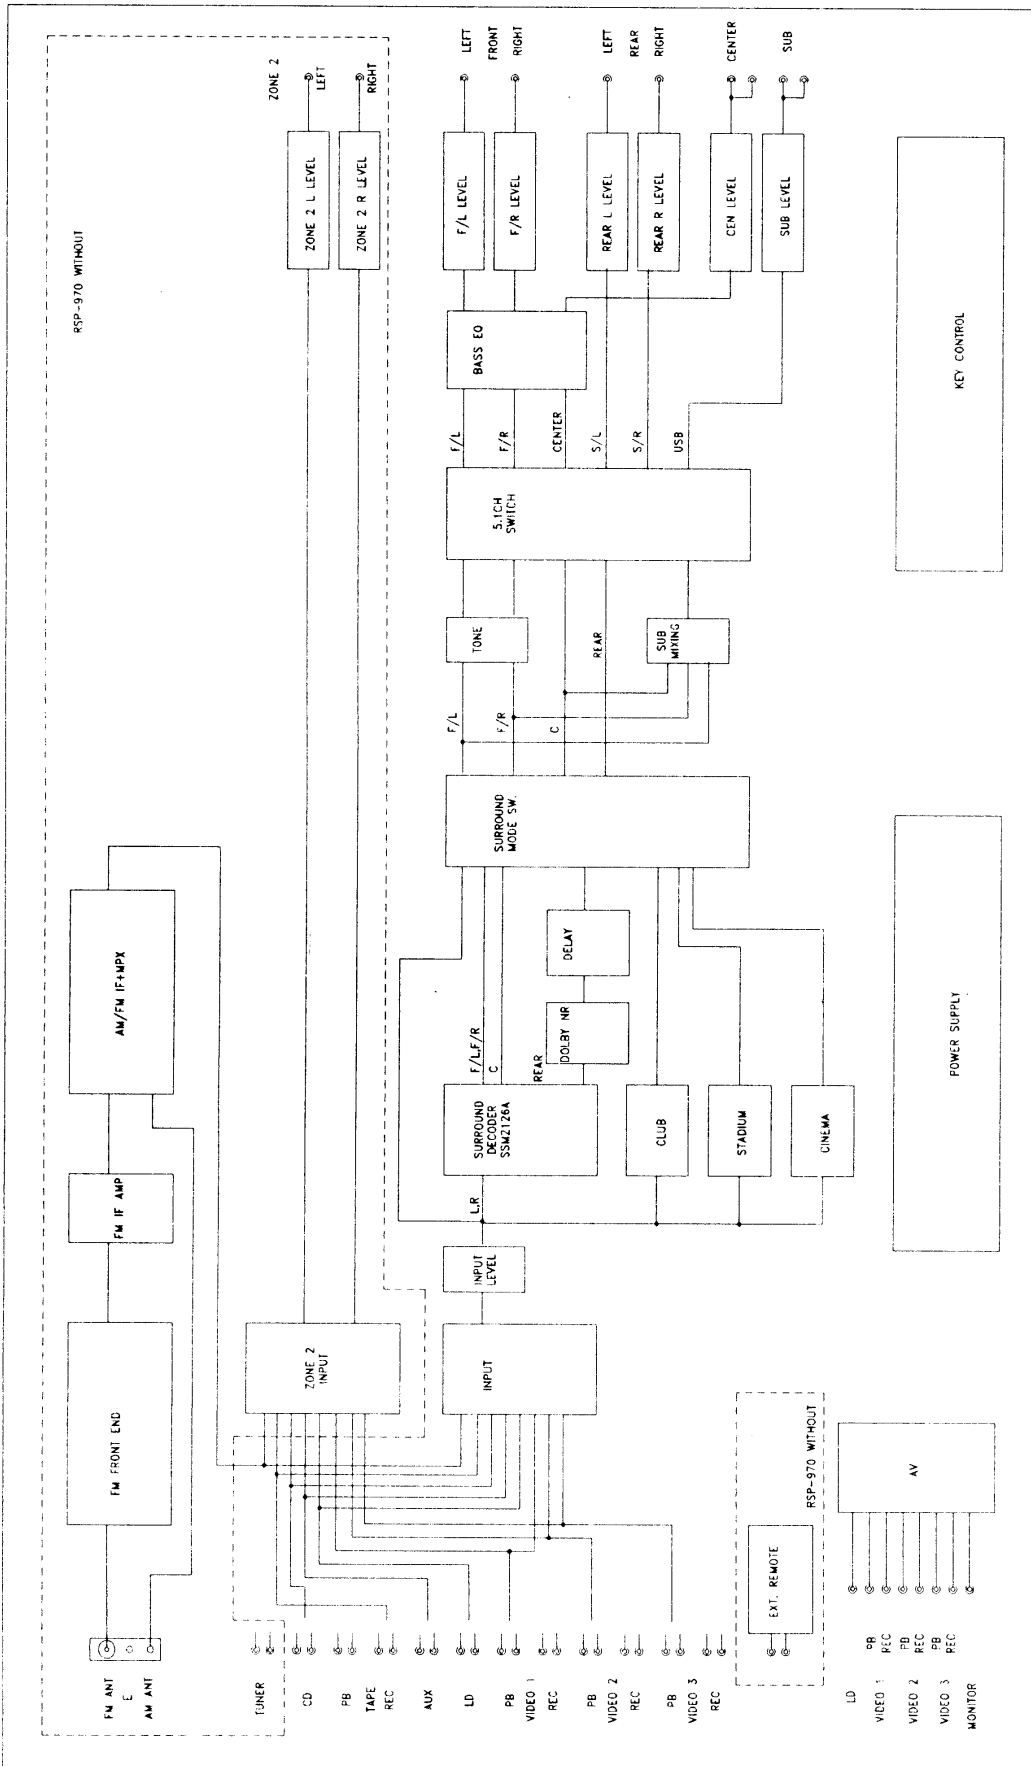 RSP-970 WITHOUT
FM ANT
E
AM ANT
FM FRONT END
FM IF AMP
AM/FM IF+MPX
ZONE 2
INPUT
ZONE 2 L LEVEL
ZONE 2 R LEVEL
ZONE 2
LEFT
RIGHT
TUNER
CD
PB
TAPE
REC
AUX
LD
PB
VIDEO 1
REC
PB
VIDEO 2
REC
PB
VIDEO 3
REC
INPUT
INPUT
LEVEL
L,R
SURROUND
DECODER
SSM2126A
F/L,F/R
C
REAR
DOLBY NR
DELAY
CLUB
STADIUM
CINEMA
SURROUND
MODE SW.
F/L
F/R
C
REAR
TONE
SUB
MIXING
5.1CH
SWITCH
F/L
F/R
CENTER
S/L
S/R
USB
BASS EQ
F/L LEVEL
F/R LEVEL
REAR L LEVEL
REAR R LEVEL
CEN LEVEL
SUB LEVEL
LEFT
FRONT
RIGHT
LEFT
REAR
RIGHT
CENTER
SUB
EXT. REMOTE
RSP-970 WITHOUT
LD
PB
VIDEO 1
REC
PB
VIDEO 2
REC
PB
VIDEO 3
REC
MONITOR
AV
POWER SUPPLY
KEY CONTROL